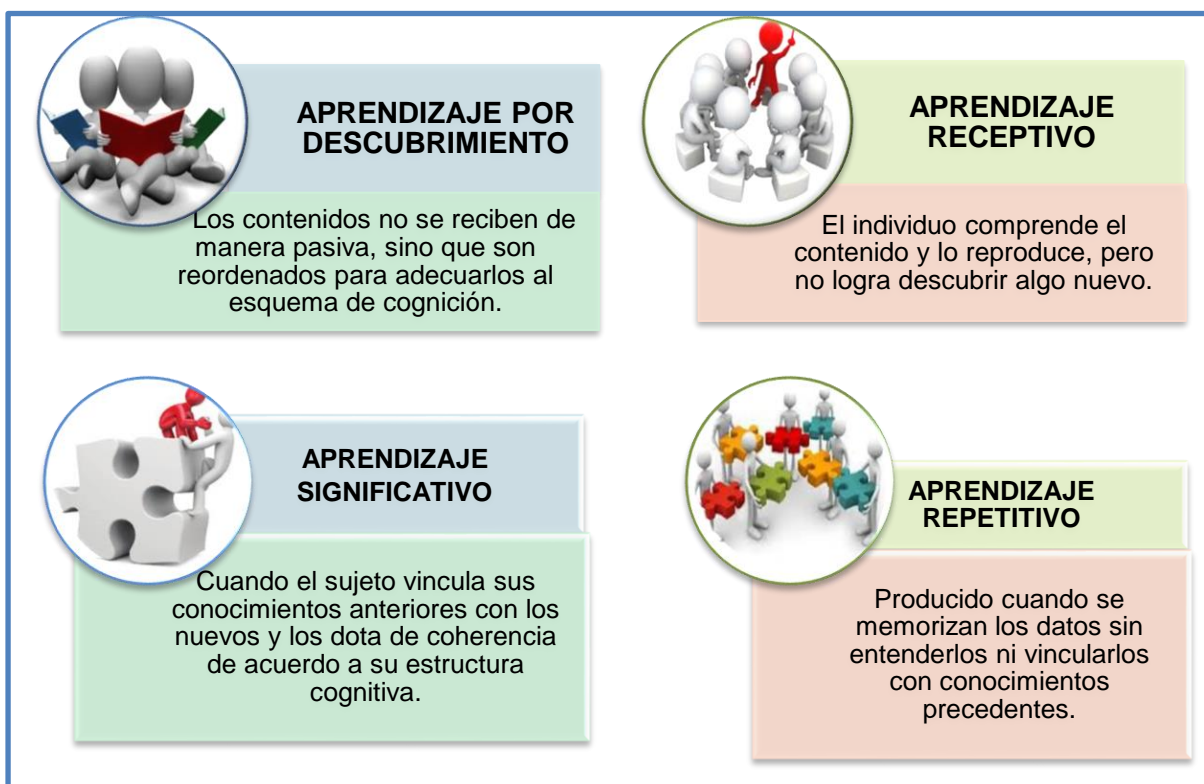 APRENDIZAJE POR
DESCUBRIMIENTO
Los contenidos no se reciben de
manera pasiva, sino que son
reordenados para adecuarlos al
esquema de cognición.
APRENDIZAJE
RECEPTIVO
El individuo comprende el
contenido y lo reproduce, pero
no logra descubrir algo nuevo.
APRENDIZAJE
SIGNIFICATIVO
Cuando el sujeto vincula sus
conocimientos anteriores con los
nuevos y los dota de coherencia
de acuerdo a su estructura
cognitiva.
APRENDIZAJE
REPETITIVO
Producido cuando se
memorizan los datos sin
entenderlos ni vincularlos
con conocimientos
precedentes.